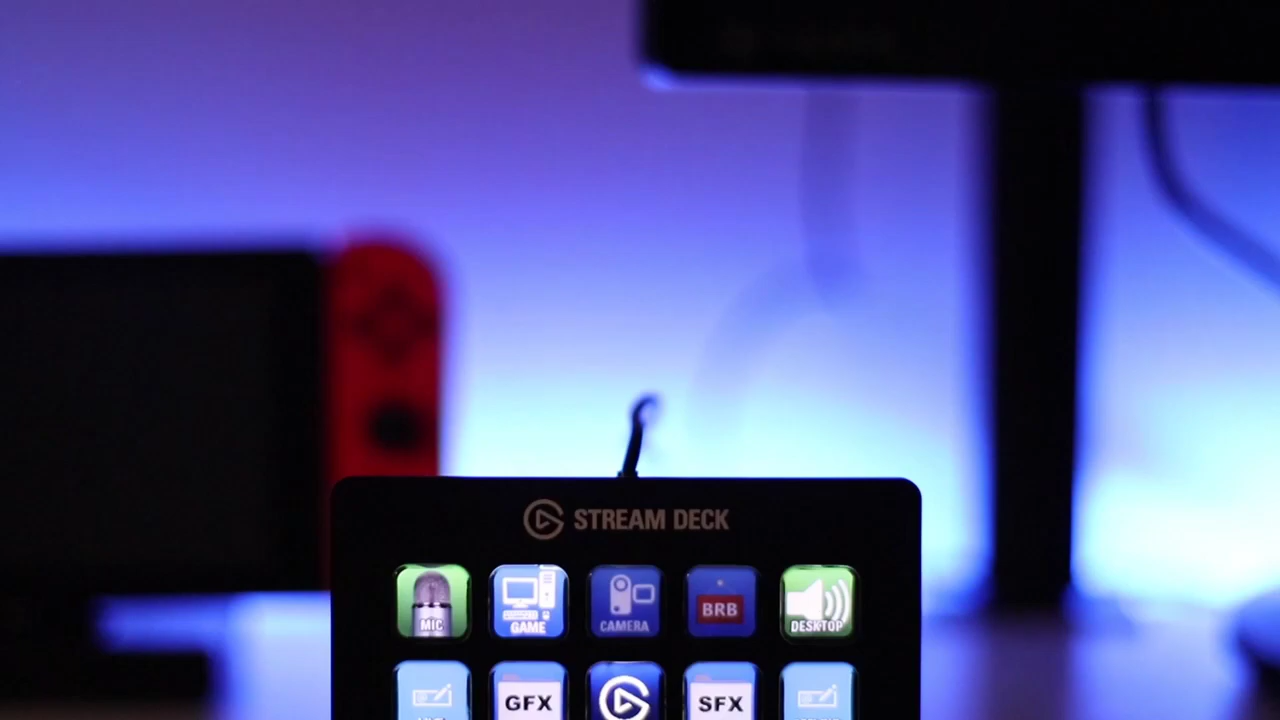 STREAM DECK
MIC
GAME
CAMERA
BRB
DESKTOP
GFX
SFX